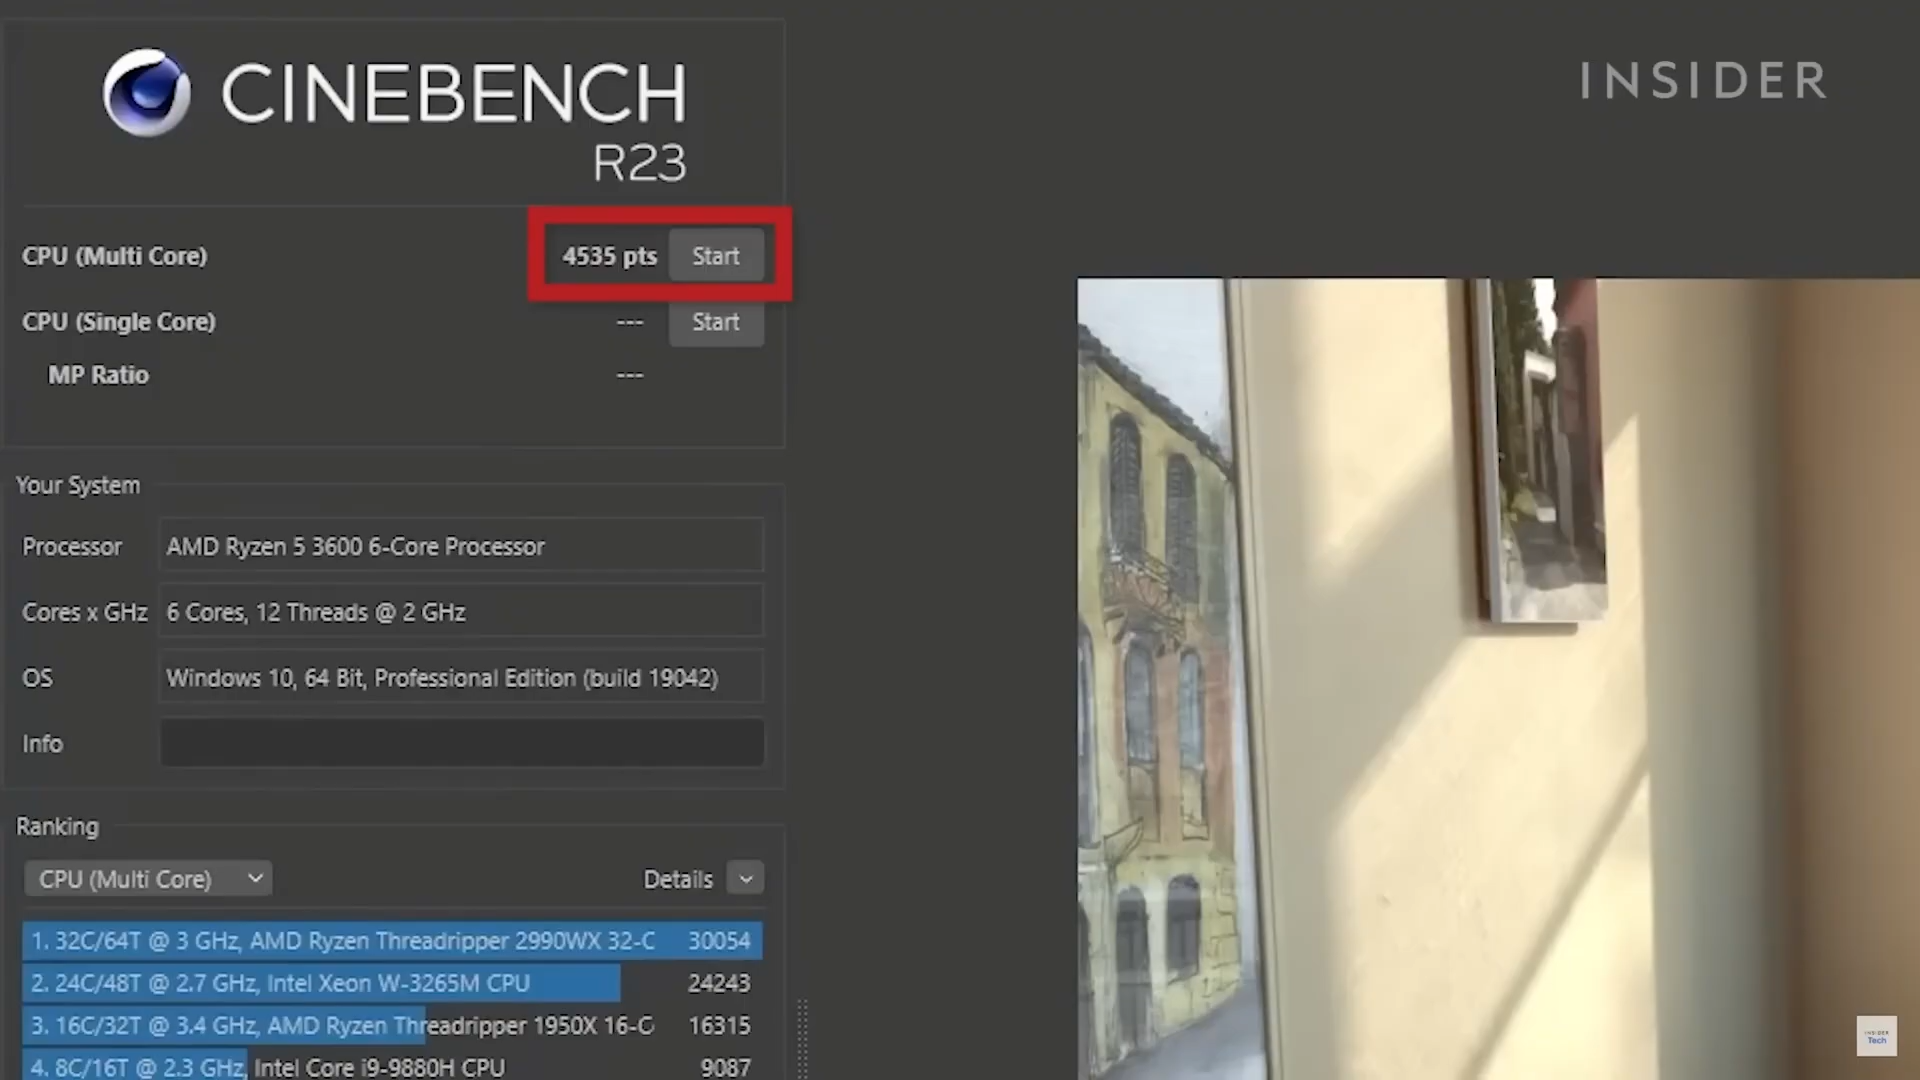 INSIDER
CINEBENCH
R23
CPU (Multi Core) 4535 pts Start
CPU (Single Core) --- Start
MP Ratio ---
Your System
Processor AMD Ryzen 5 3600 6-Core Processor
Cores x GHz 6 Cores, 12 Threads @ 2 GHz
OS Windows 10, 64 Bit, Professional Edition (build 19042)
Info
Ranking
CPU (Multi Core) Details
1. 32C/64T @ 3 GHz, AMD Ryzen Threadripper 2990WX 32-C 30054
2. 24C/48T @ 2.7 GHz, Intel Xeon W-3265M CPU 24243
3. 16C/32T @ 3.4 GHz, AMD Ryzen Threadripper 1950X 16-C 16315
4. 8C/16T @ 2.3 GHz, Intel Core i9-9880H CPU 9087
INSIDER
Tech